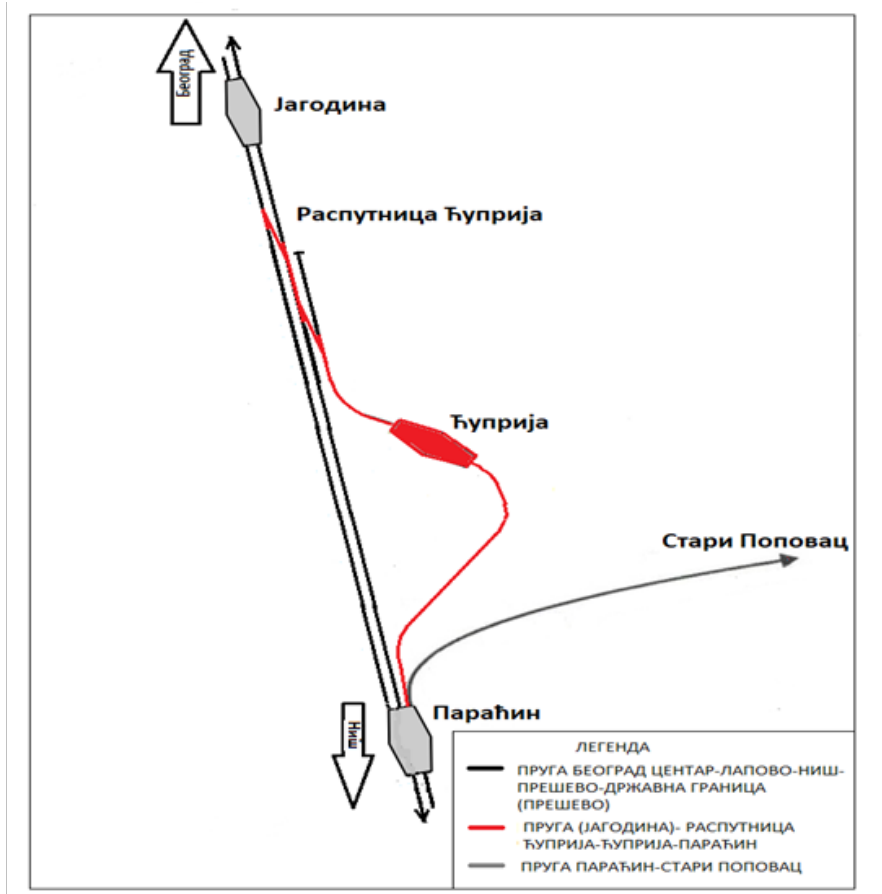 Београд
Јагодина
Распутница Ћуприја
Ћуприја
Стари Поповац
Параћин
Ниш
ЛЕГЕНДА
ПРУГА БЕОГРАД ЦЕНТАР-ЛАПОВО-НИШ-
ПРЕШЕВО-ДРЖАВНА ГРАНИЦА
(ПРЕШЕВО)
ПРУГА (ЈАГОДИНА)- РАСПУТНИЦА
ЋУПРИЈА-ЋУПРИЈА-ПАРАЋИН
ПРУГА ПАРАЋИН-СТАРИ ПОПОВАЦ